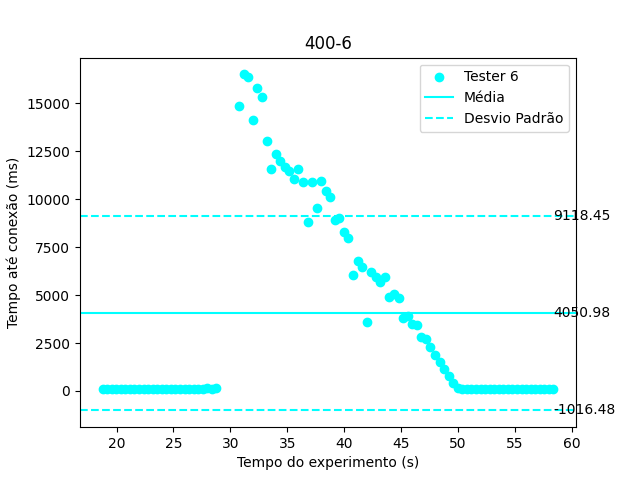 400-6
Tester 6
Média
Desvio Padrão
Tempo até conexão (ms)
15000
12500
10000
7500
5000
2500
0
9118.45
4050.98
-1016.48
20 25 30 35 40 45 50 55 60
Tempo do experimento (s)